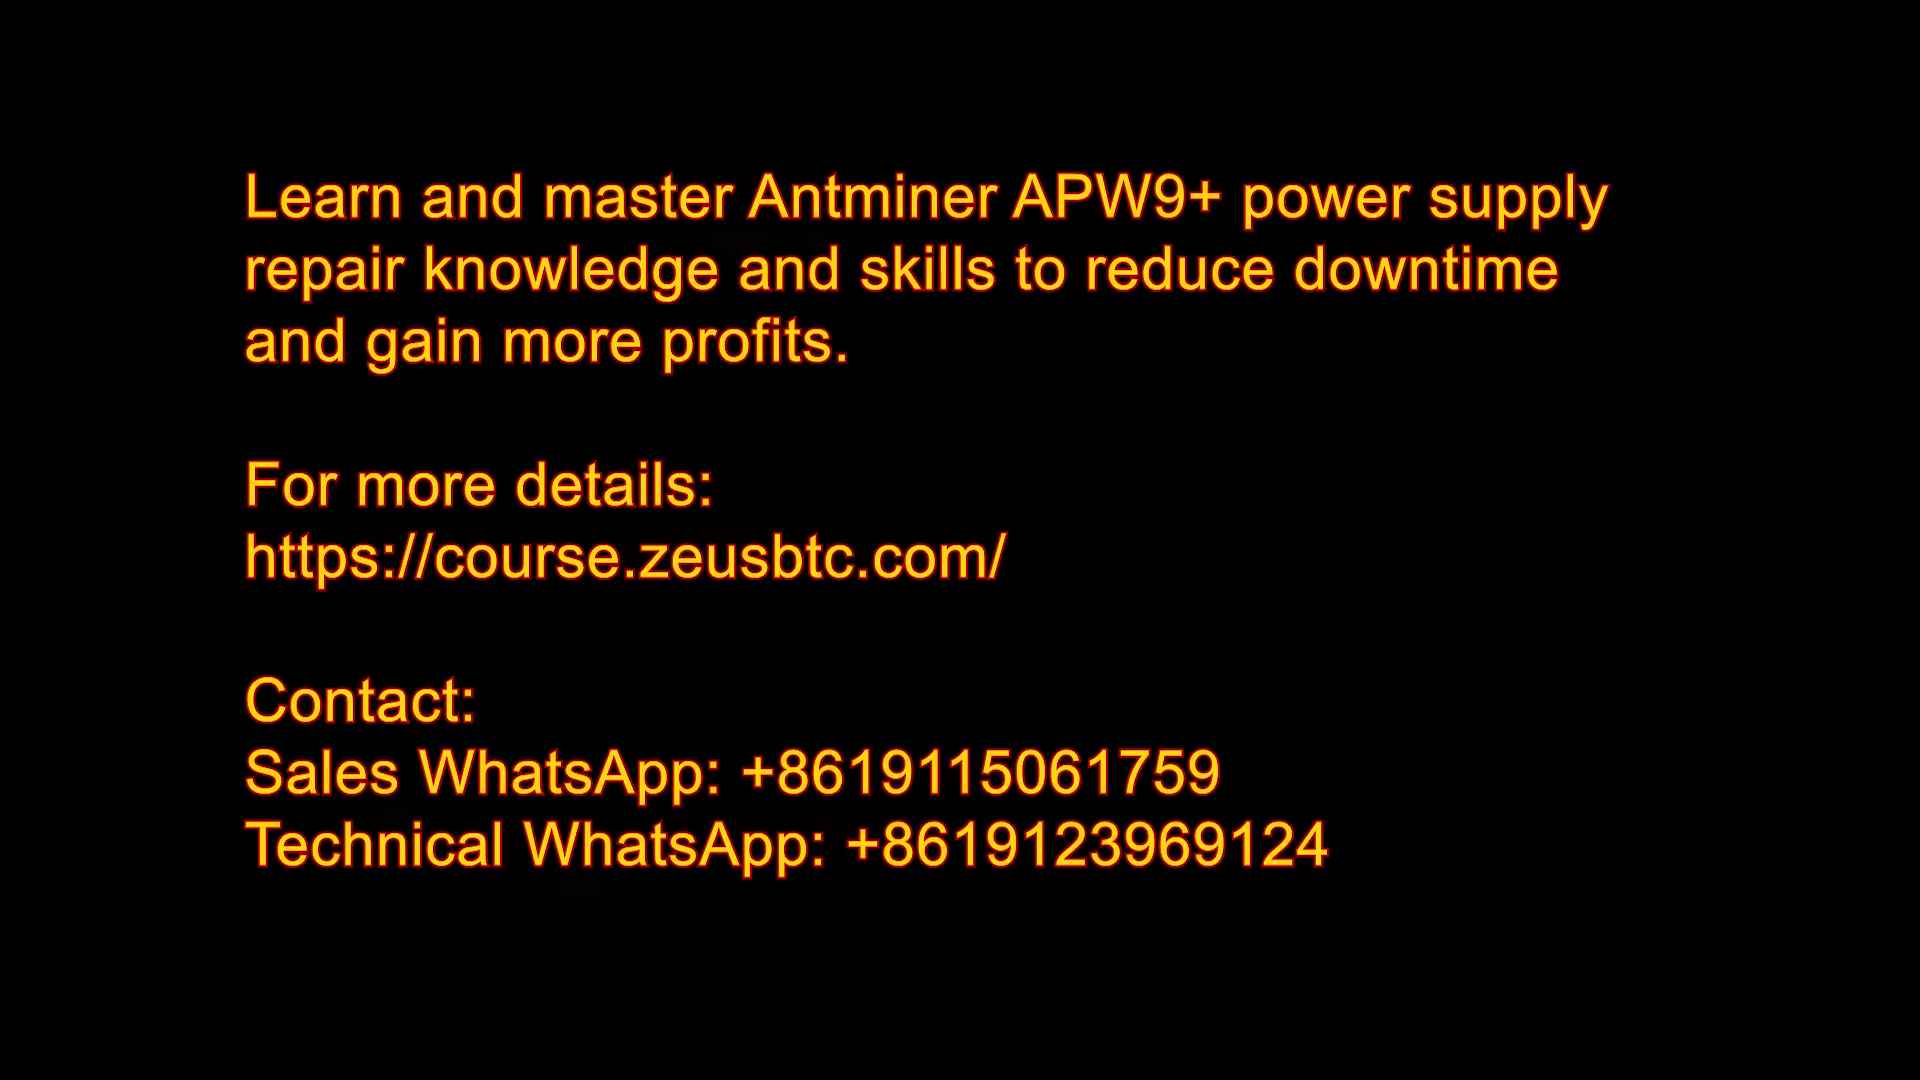 Learn and master Antminer APW9+ power supply
repair knowledge and skills to reduce downtime
and gain more profits.
For more details:
https://course.zeusbtc.com/
Contact:
Sales WhatsApp: +8619115061759
Technical WhatsApp: +8619123969124